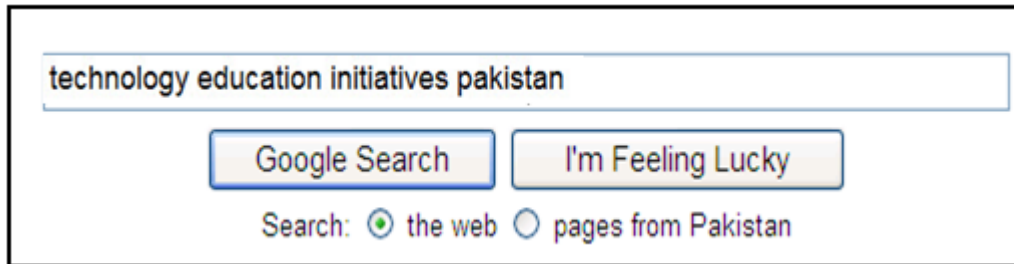 technology education initiatives pakistan
Google Search I'm Feeling Lucky
Search: the web pages from Pakistan